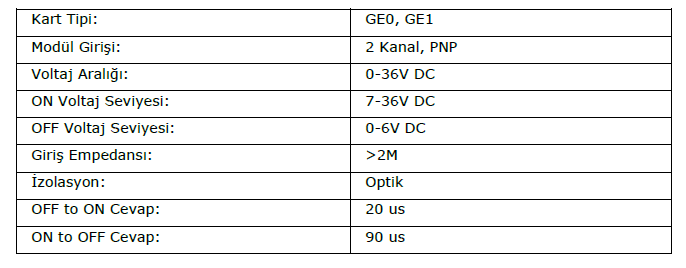 Kart Tipi: GE0, GE1
Modül Girişi: 2 Kanal, PNP
Voltaj Aralığı: 0-36V DC
ON Voltaj Seviyesi: 7-36V DC
OFF Voltaj Seviyesi: 0-6V DC
Giriş Empedansı: >2M
İzolasyon: Optik
OFF to ON Cevap: 20 us
ON to OFF Cevap: 90 us